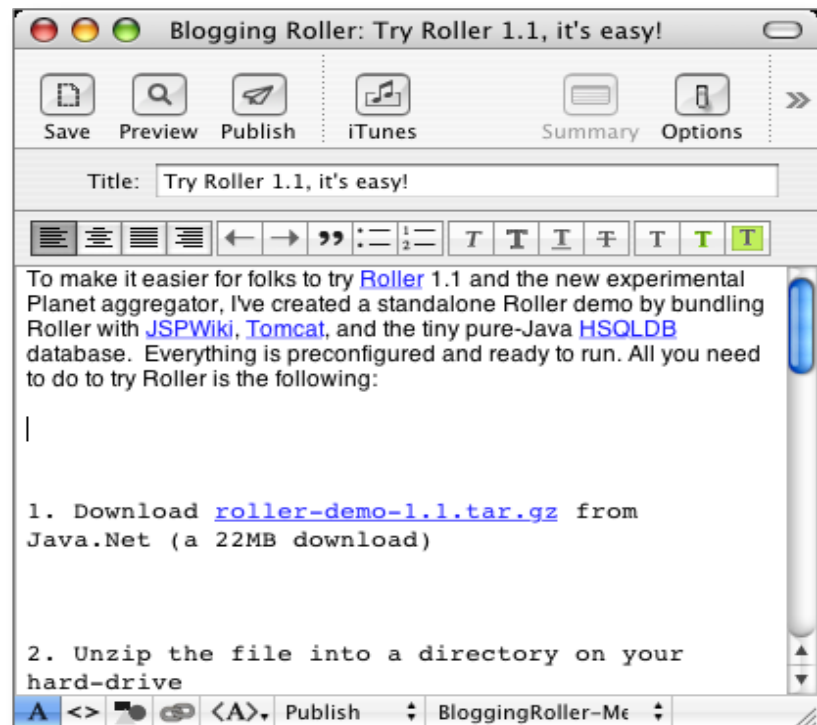 Blogging Roller: Try Roller 1.1, it's easy!
Save Preview Publish iTunes Summary Options
Title: Try Roller 1.1, it's easy!
T T T T T T T
To make it easier for folks to try Roller 1.1 and the new experimental
Planet aggregator, I've created a standalone Roller demo by bundling
Roller with JSPWiki, Tomcat, and the tiny pure-Java HSQLDB
database.  Everything is preconfigured and ready to run. All you need
to do to try Roller is the following:
1. Download roller-demo-1.1.tar.gz from
Java.Net (a 22MB download)
2. Unzip the file into a directory on your
hard-drive
A <> <A> Publish BloggingRoller-Me